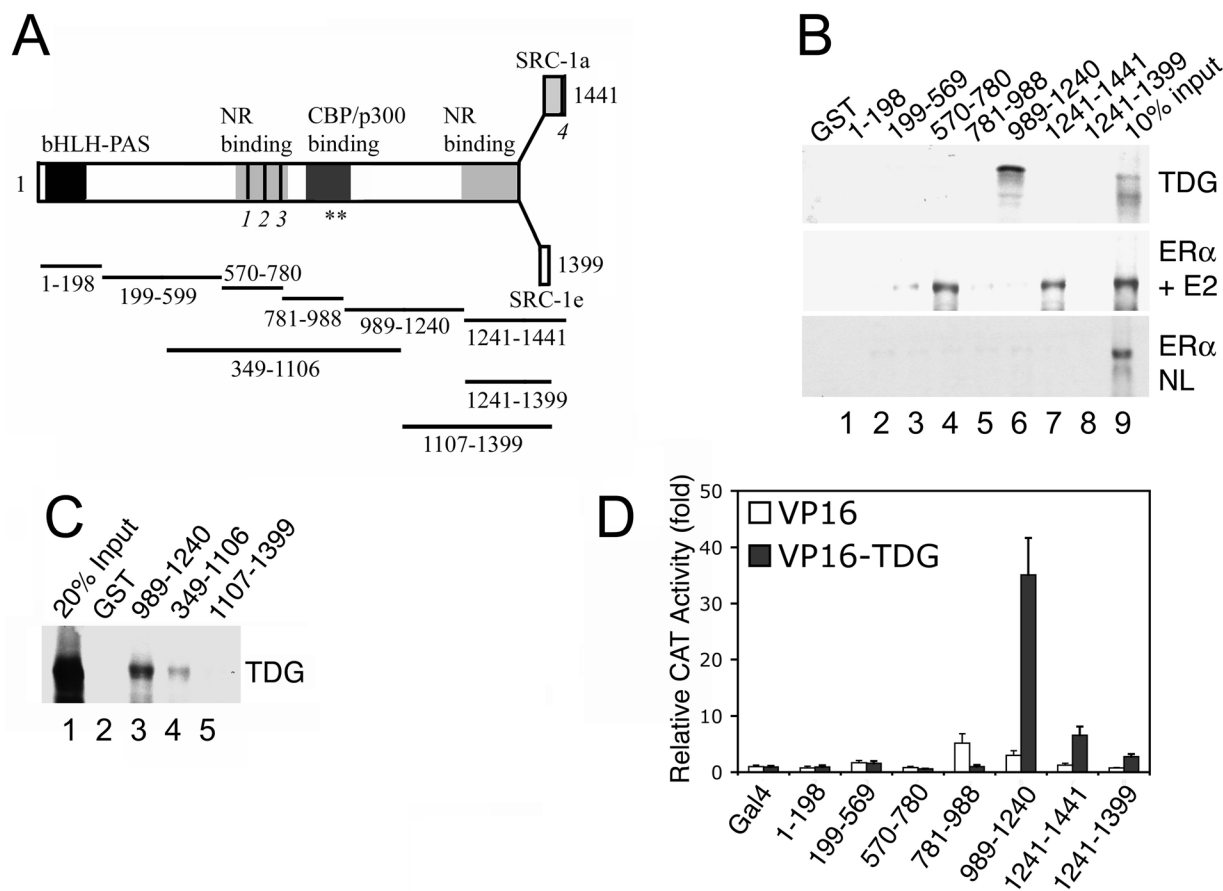 A
SRC-1a
1441
4
bHLH-PAS
NR
binding
CBP/p300
binding
NR
binding
1
1 2 3
**
1399
SRC-1e
1-198
199-599
570-780
781-988
989-1240
1241-1441
349-1106
1241-1399
1107-1399
B
GST
1-198
199-569
570-780
781-988
989-1240
1241-1441
1241-1399
10% input
TDG
ERα
+ E2
ERα
NL
1 2 3 4 5 6 7 8 9
C
20% Input
GST
989-1240
349-1106
1107-1399
TDG
1 2 3 4 5
D
Relative CAT Activity (fold)
50
40
30
20
10
0
VP16
VP16-TDG
Gal4
1-198
199-569
570-780
781-988
989-1240
1241-1441
1241-1399